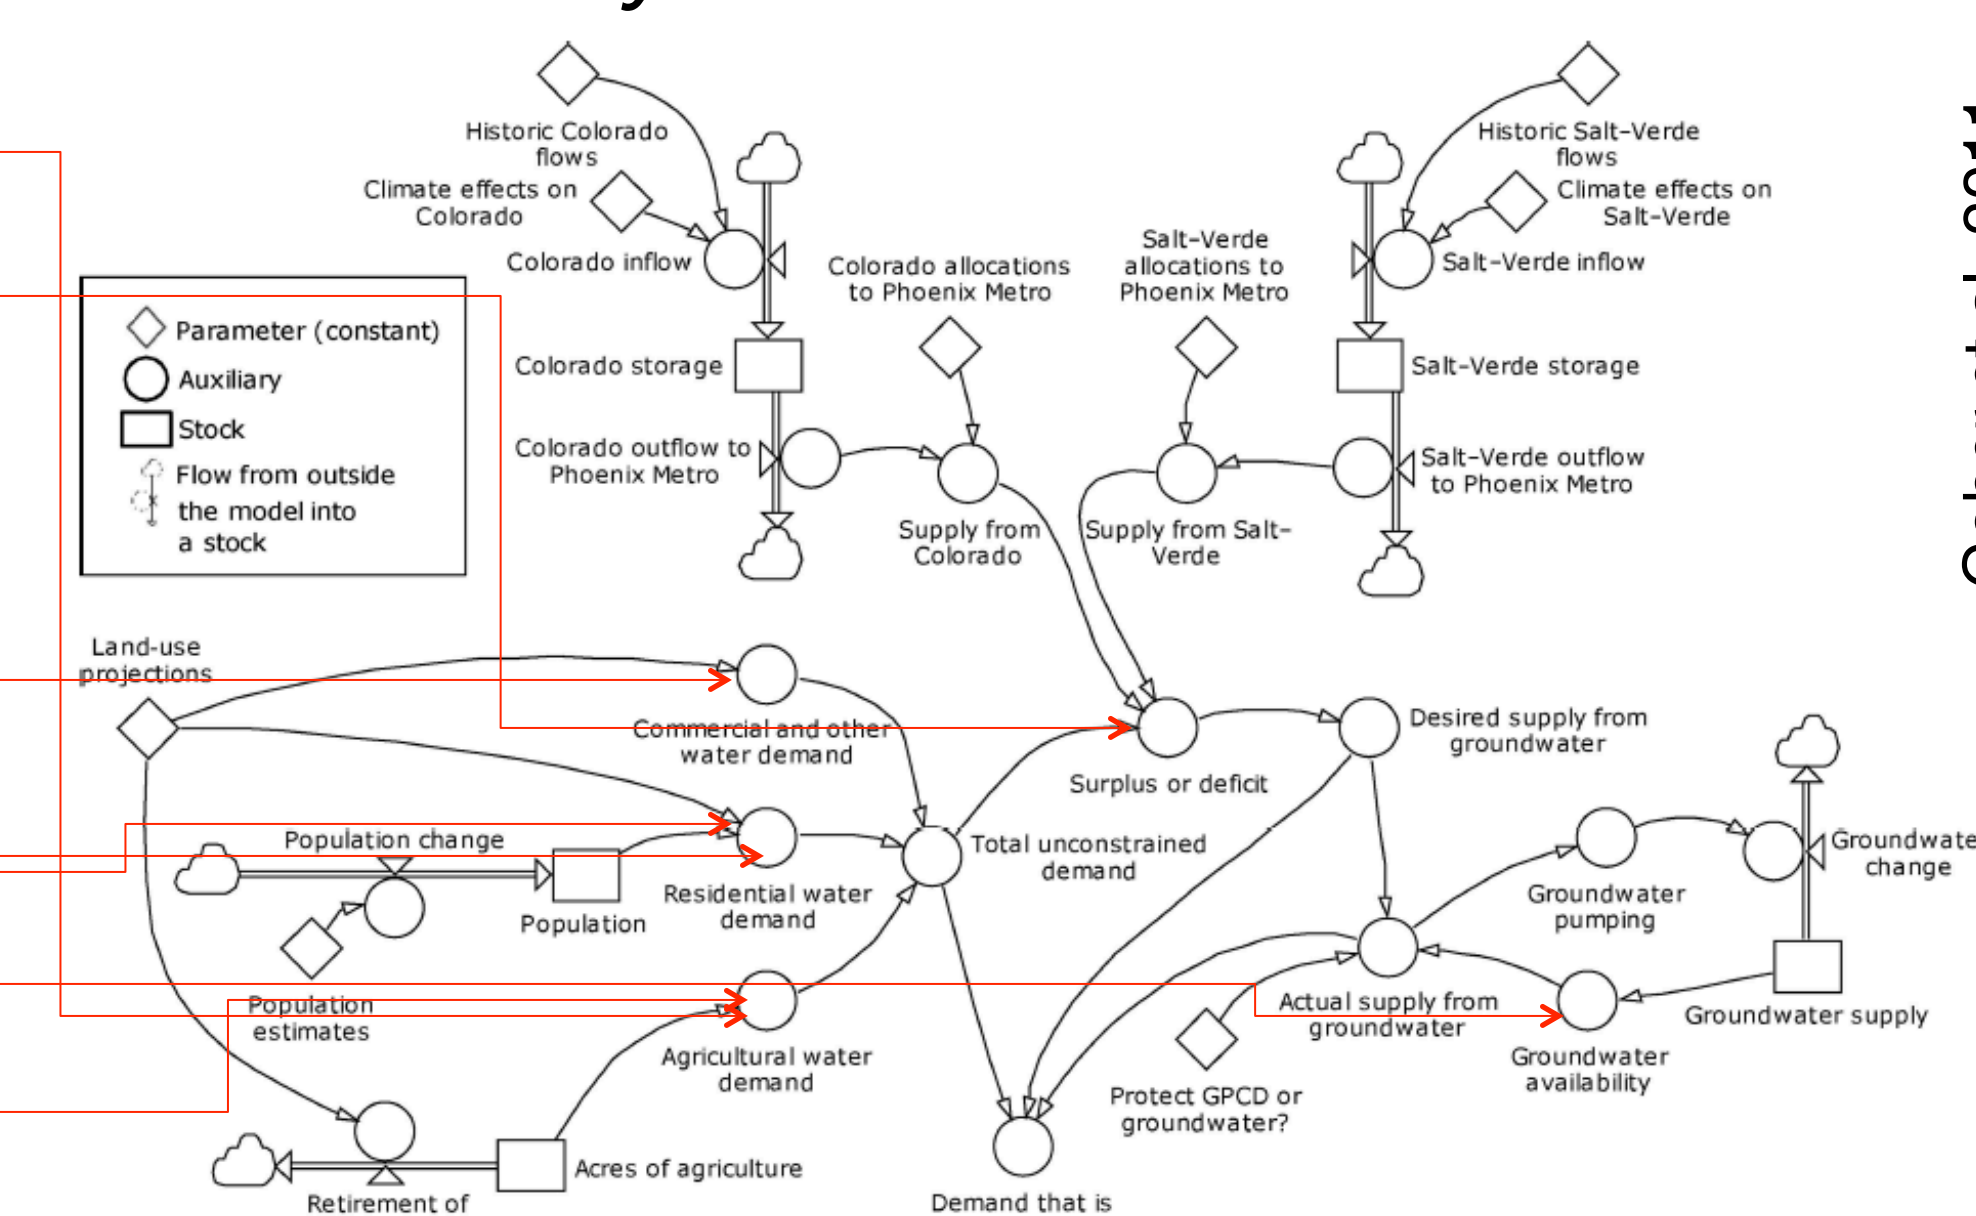 Historic Colorado
flows
Historic Salt-Verde
flows
Climate effects on
Colorado
Climate effects on
Salt-Verde
Colorado inflow
Salt-Verde inflow
Colorado allocations
to Phoenix Metro
Salt-Verde
allocations to
Phoenix Metro
Parameter (constant)
Auxiliary
Stock
Flow from outside
the model into
a stock
Colorado storage
Salt-Verde storage
Colorado outflow to
Phoenix Metro
Salt-Verde outflow
to Phoenix Metro
Supply from
Colorado
Supply from Salt-
Verde
Land-use
projections
Commercial and other
water demand
Surplus or deficit
Desired supply from
groundwater
Population change
Population
Population
estimates
Residential water
demand
Total unconstrained
demand
Groundwater
pumping
Groundwate
change
Agricultural water
demand
Actual supply from
groundwater
Groundwater
availability
Groundwater supply
Protect GPCD or
groundwater?
Acres of agriculture
Retirement of
Demand that is